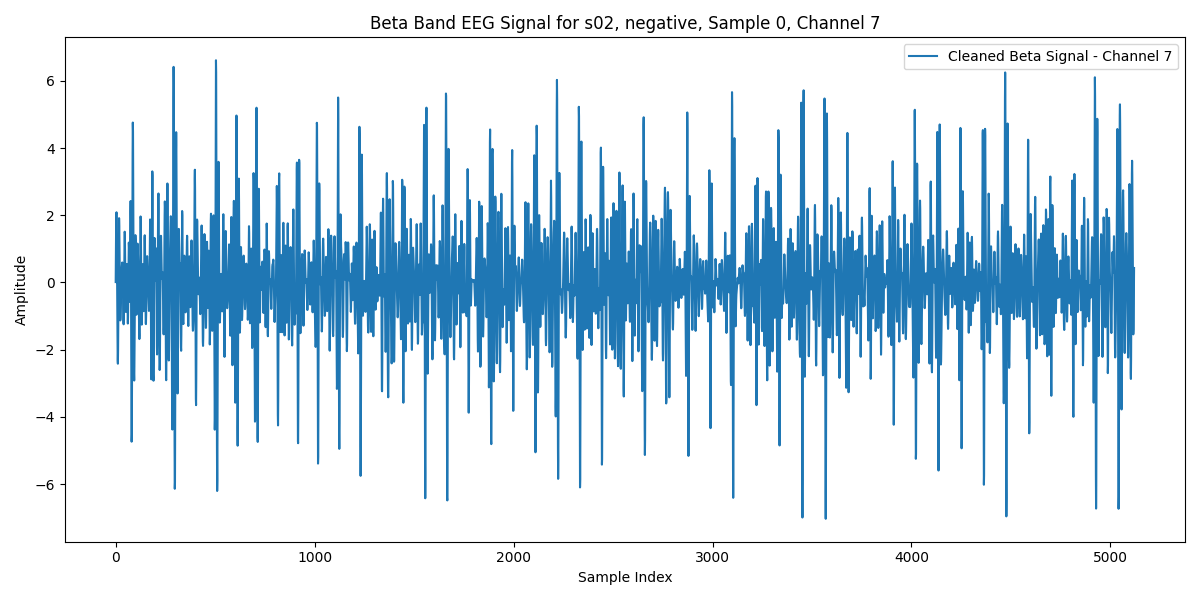 Beta Band EEG Signal for s02, negative, Sample 0, Channel 7
Cleaned Beta Signal - Channel 7
6
4
2
0
−2
−4
−6
Amplitude
0 1000 2000 3000 4000 5000
Sample Index